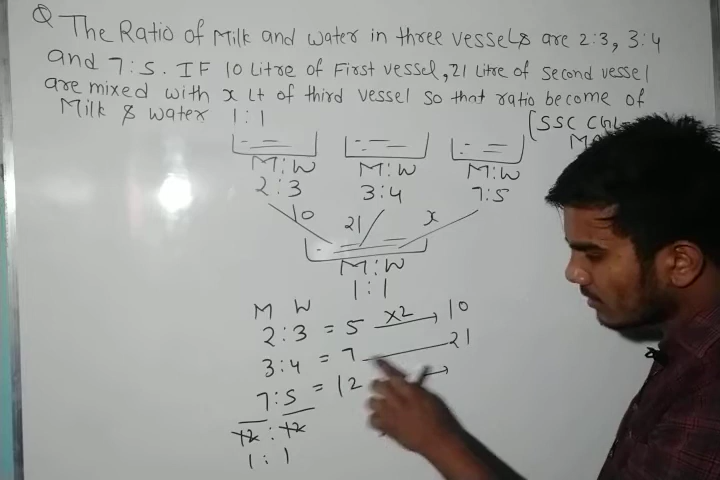 Q The Ratio of Milk and water in three vessels are 2:3, 3:4
and 7:5. IF 10 Litre of First vessel, 21 Litre of second vessel
are mixed with x Lt of third vessel so that ratio become of
Milk & water 1:1
[SSC CGL
M:W M:W M:W
2:3 3:4 7:5
10 21 x
M:W
1:1
M W
2:3 = 5 x2 10
3:4 = 7 21
7:5 = 12
12:12
1:1